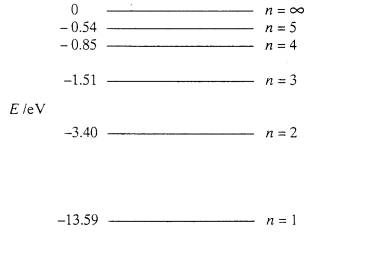 0 n = ∞
– 0.54 n = 5
– 0.85 n = 4
–1.51 n = 3
E /eV
–3.40 n = 2
–13.59 n = 1